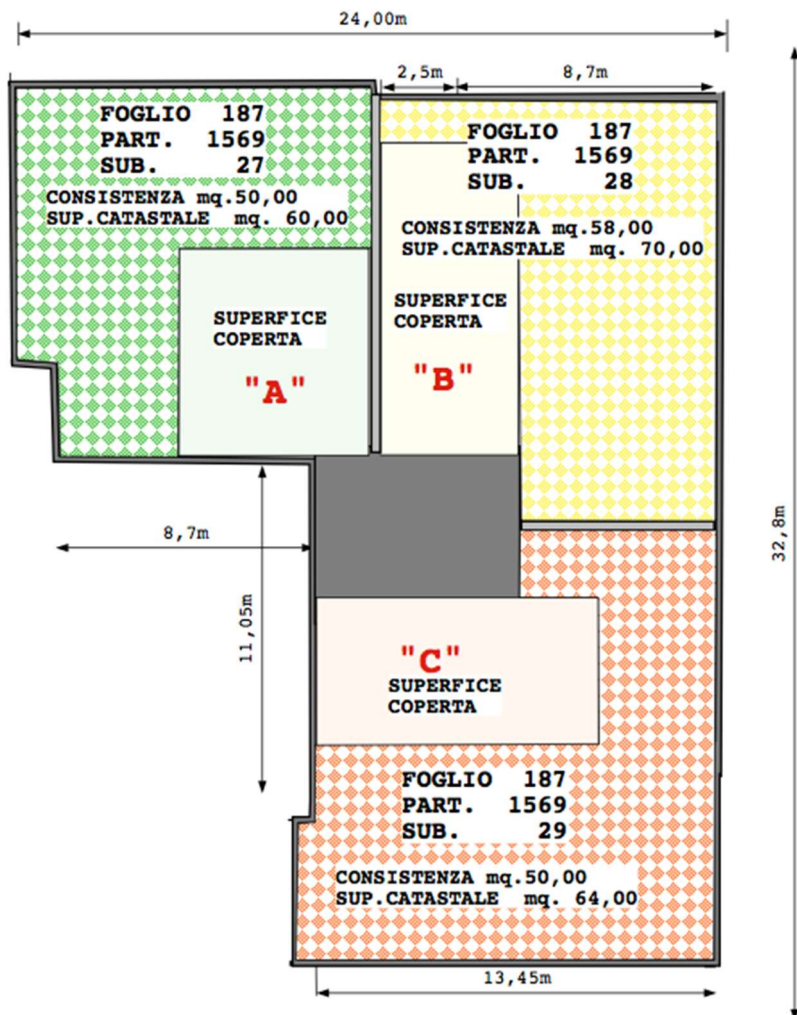 24,00m
2,5m
8,7m
FOGLIO 187
PART. 1569
SUB. 27
CONSISTENZA mq.50,00
SUP.CATASTALE mq. 60,00
FOGLIO 187
PART. 1569
SUB. 28
CONSISTENZA mq.58,00
SUP.CATASTALE mq. 70,00
SUPERFICE
COPERTA
"A"
SUPERFICE
COPERTA
"B"
8,7m
11,05m
32,8m
"C"
SUPERFICE
COPERTA
FOGLIO 187
PART. 1569
SUB. 29
CONSISTENZA mq.50,00
SUP.CATASTALE mq. 64,00
13,45m